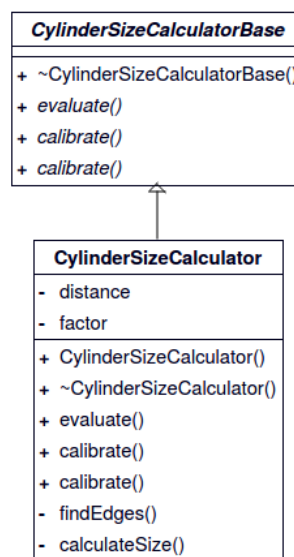 CylinderSizeCalculatorBase
+ ~CylinderSizeCalculatorBase()
+ evaluate()
+ calibrate()
+ calibrate()
CylinderSizeCalculator
- distance
- factor
+ CylinderSizeCalculator()
+ ~CylinderSizeCalculator()
+ evaluate()
+ calibrate()
+ calibrate()
- findEdges()
- calculateSize()